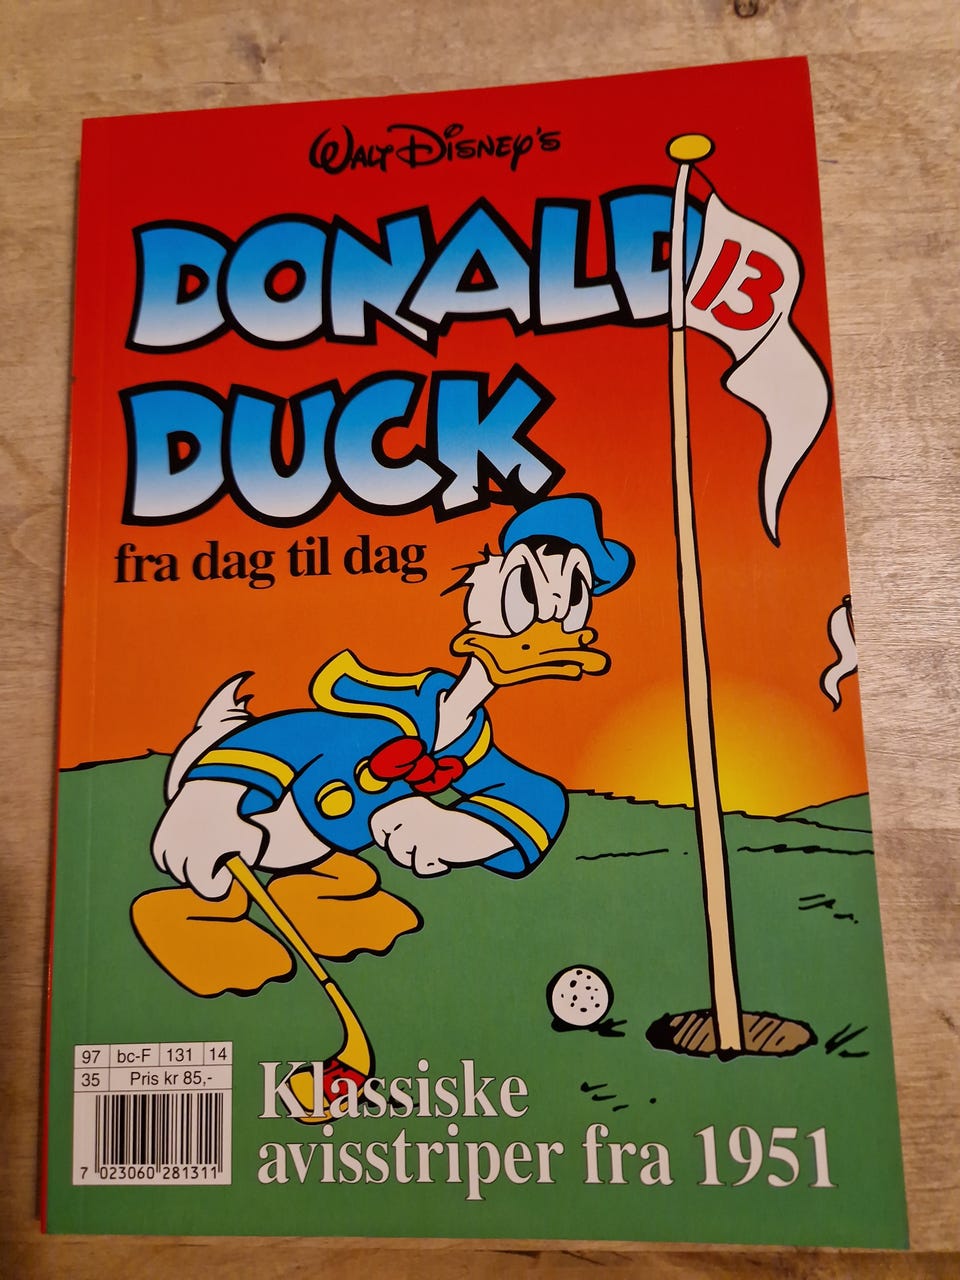 Walt Disney's
DONALD
13
DUCK
fra dag til dag
97 bc-F 131 14
35 Pris kr 85,-
7 023060 281311
Klassiske
avisstriper fra 1951